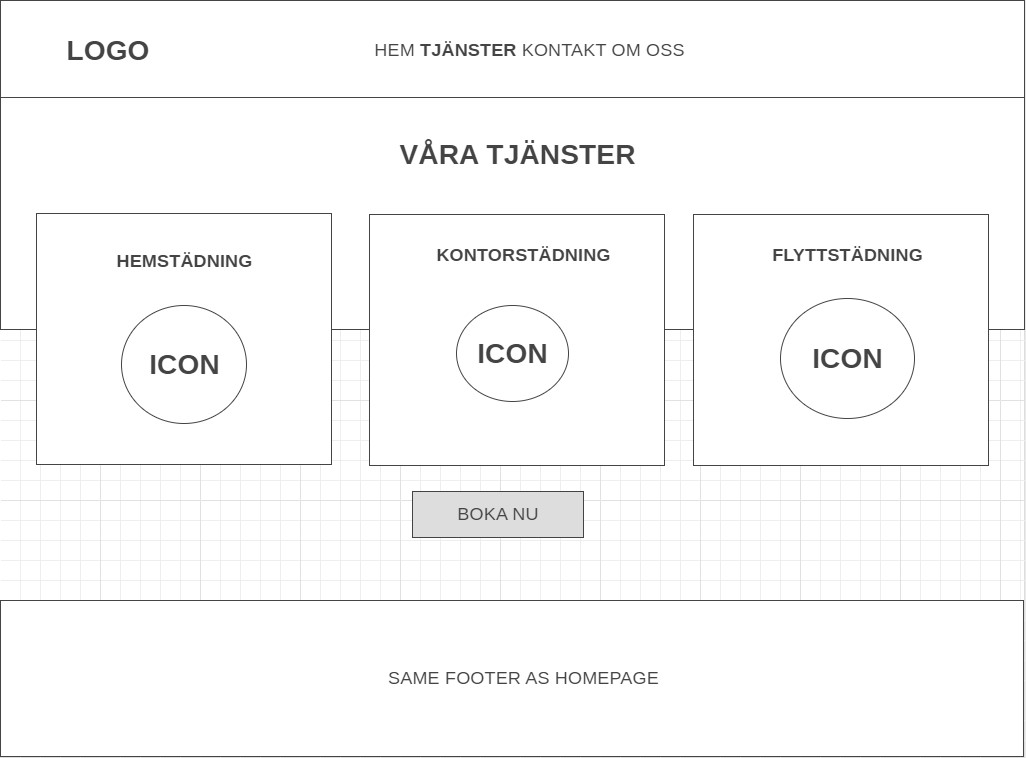 LOGO
HEM TJÄNSTER KONTAKT OM OSS
VÅRA TJÄNSTER
HEMSTÄDNING
ICON
KONTORSTÄDNING
ICON
FLYTTSTÄDNING
ICON
BOKA NU
SAME FOOTER AS HOMEPAGE